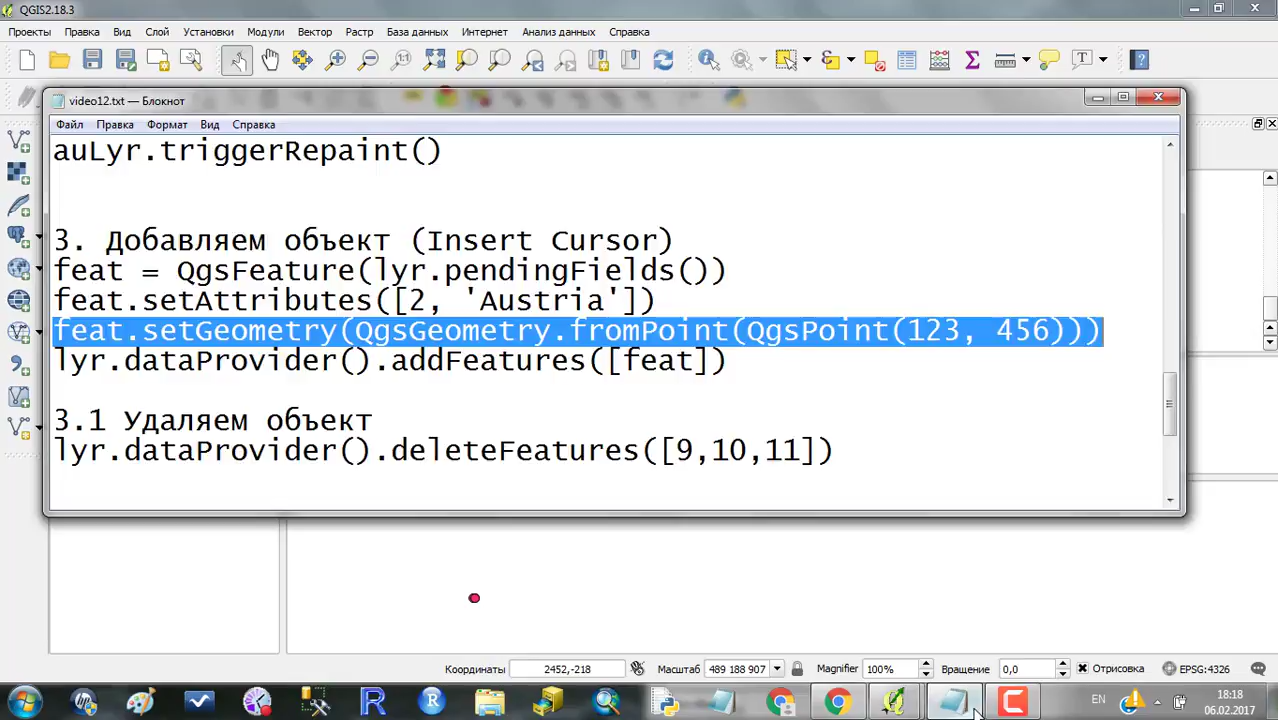 QGIS2.18.3
Проекты Правка Вид Слой Установки Модули Вектор Растр База данных Интернет Анализ данных Справка
video12.txt — Блокнот
Файл Правка Формат Вид Справка
auLyr.triggerRepaint()
3. Добавляем объект (Insert Cursor)
feat = QgsFeature(lyr.pendingFields())
feat.setAttributes([2, 'Austria'])
feat.setGeometry(QgsGeometry.fromPoint(QgsPoint(123, 456)))
lyr.dataProvider().addFeatures([feat])
3.1 Удаляем объект
lyr.dataProvider().deleteFeatures([9,10,11])
Координаты 2452,-218 Масштаб 489 188 907 Magnifier 100% Вращение 0,0 Отрисовка EPSG:4326
EN 18:18
06.02.2017